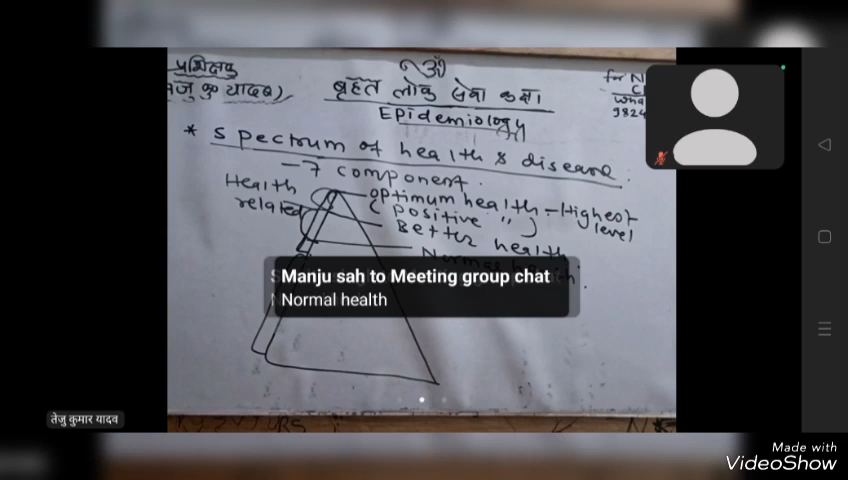 प्रशिक्षक
बृहत लोक सेवा कक्षा
Epidemiology
* Spectrum of health & disease
- 7 component.
Health related
optimum health - Highest level
( positive " )
Better health
Manju sah to Meeting group chat
Normal health
तेजु कुमार यादव
Made with
VideoShow